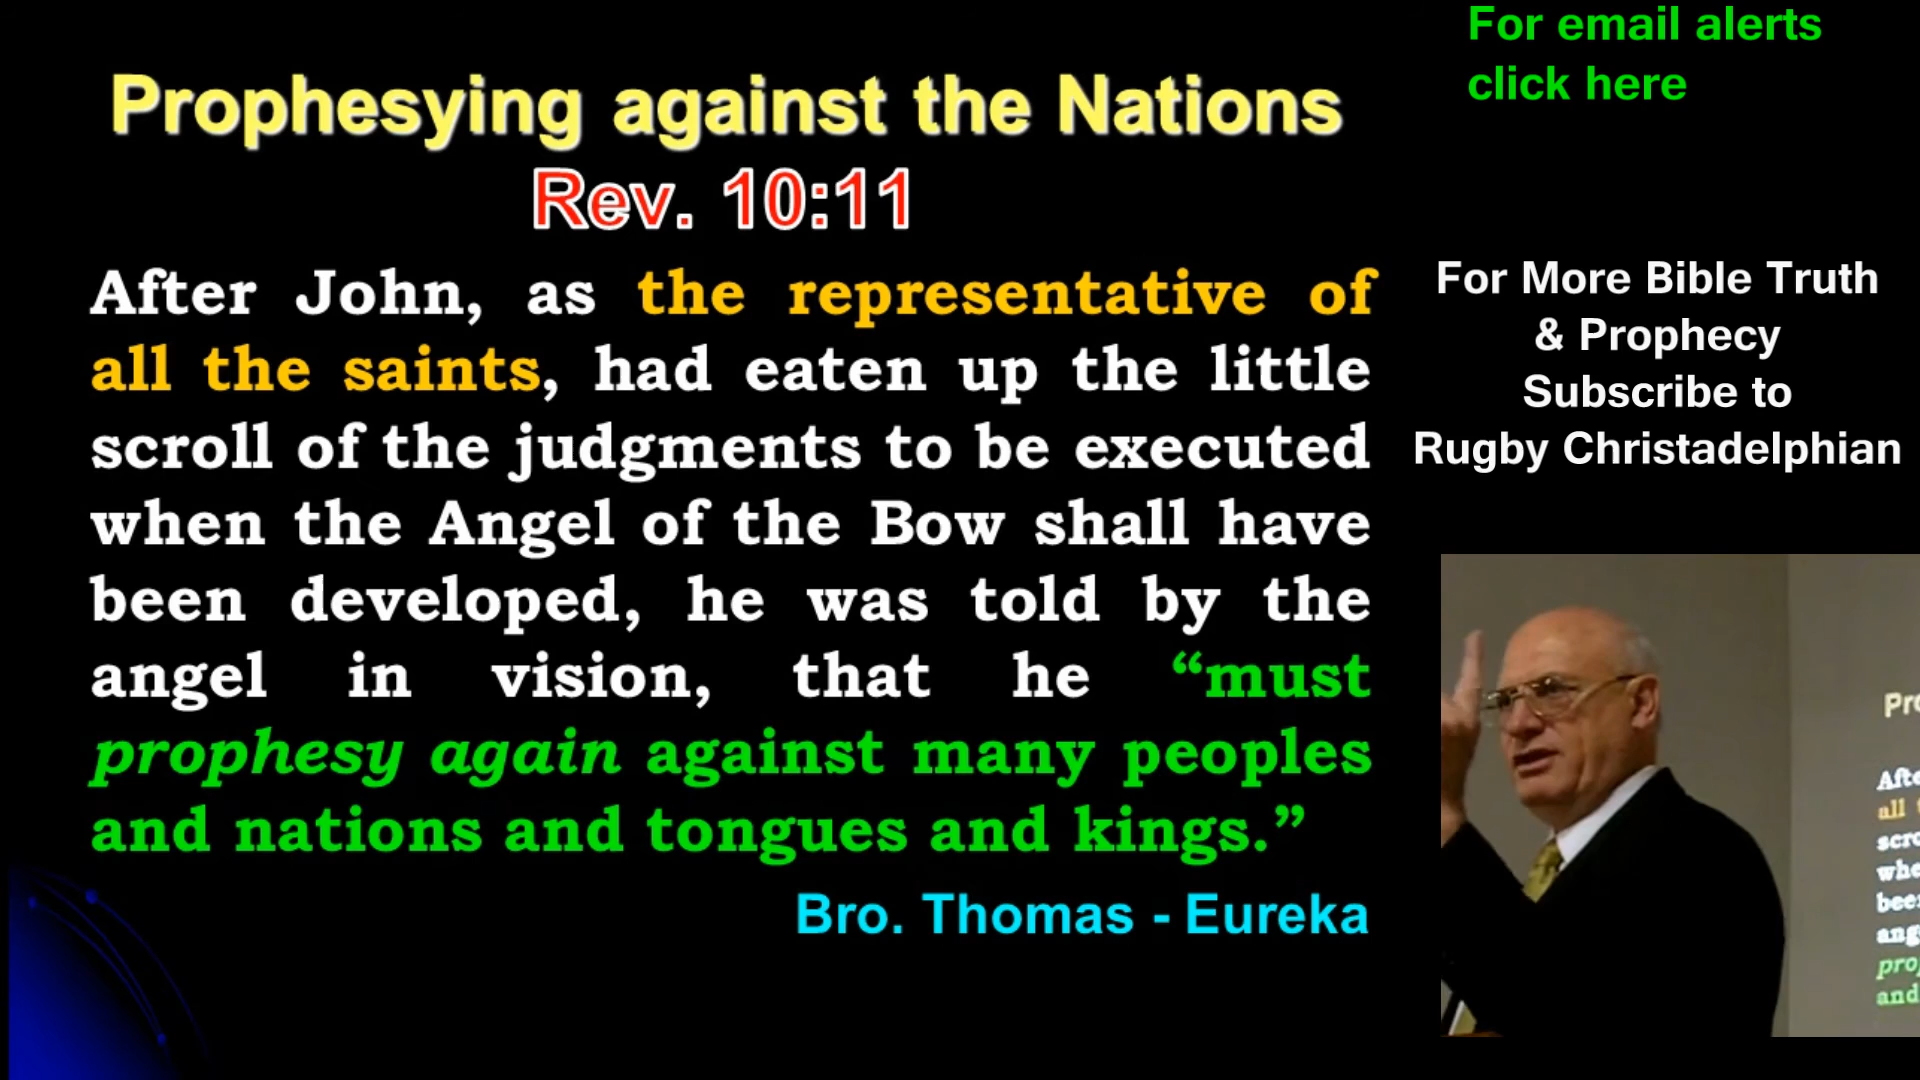 Prophesying against the Nations
Rev. 10:11
After John, as the representative of
all the saints, had eaten up the little
scroll of the judgments to be executed
when the Angel of the Bow shall have
been developed, he was told by the
angel in vision, that he “must
prophesy again against many peoples
and nations and tongues and kings.”
Bro. Thomas - Eureka
For email alerts
click here
For More Bible Truth
& Prophecy
Subscribe to
Rugby Christadelphian
all
and